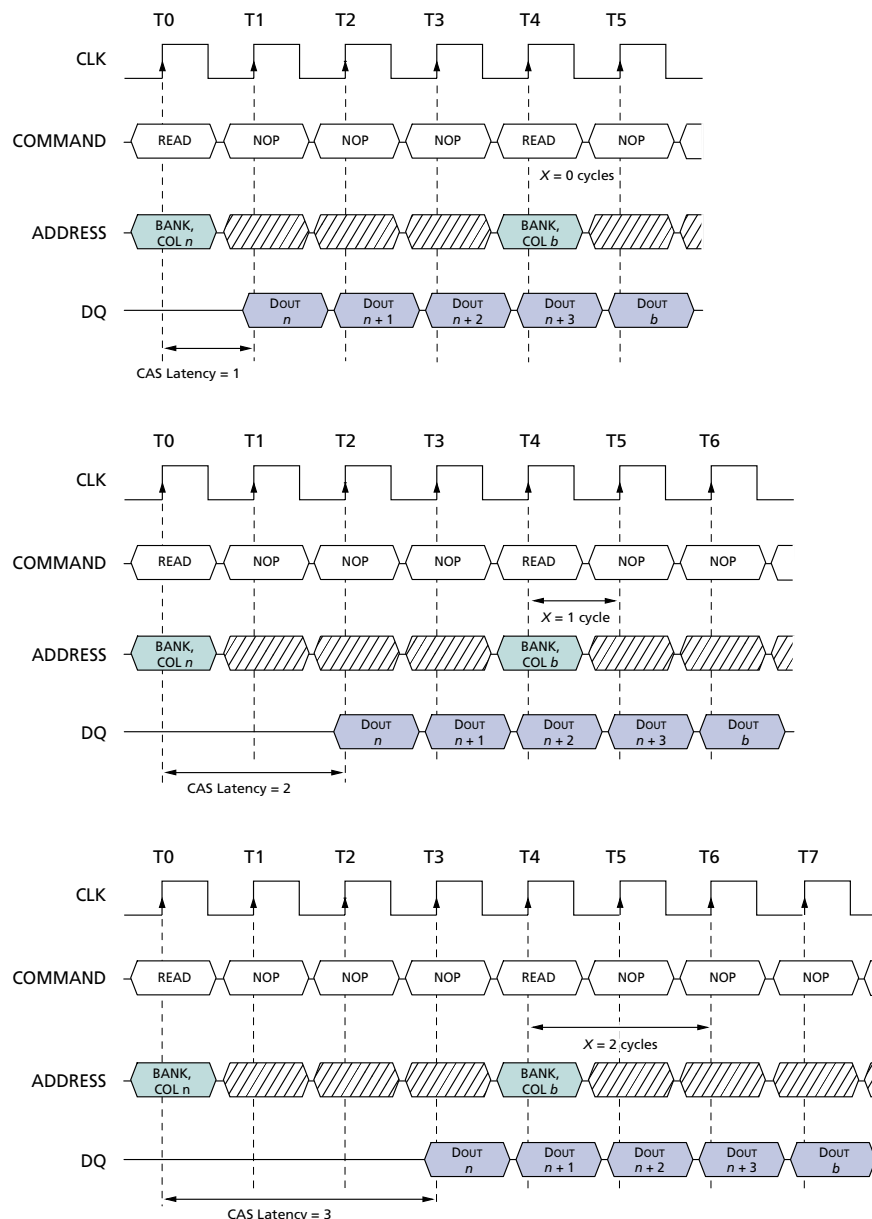 T0 T1 T2 T3 T4 T5
CLK
COMMAND READ NOP NOP NOP READ NOP
X = 0 cycles
ADDRESS BANK, COL n BANK, COL b
DQ DOUT n DOUT n + 1 DOUT n + 2 DOUT n + 3 DOUT b
CAS Latency = 1
T0 T1 T2 T3 T4 T5 T6
CLK
COMMAND READ NOP NOP NOP READ NOP NOP
X = 1 cycle
ADDRESS BANK, COL n BANK, COL b
DQ DOUT n DOUT n + 1 DOUT n + 2 DOUT n + 3 DOUT b
CAS Latency = 2
T0 T1 T2 T3 T4 T5 T6 T7
CLK
COMMAND READ NOP NOP NOP READ NOP NOP NOP
X = 2 cycles
ADDRESS BANK, COL n BANK, COL b
DQ DOUT n DOUT n + 1 DOUT n + 2 DOUT n + 3 DOUT b
CAS Latency = 3